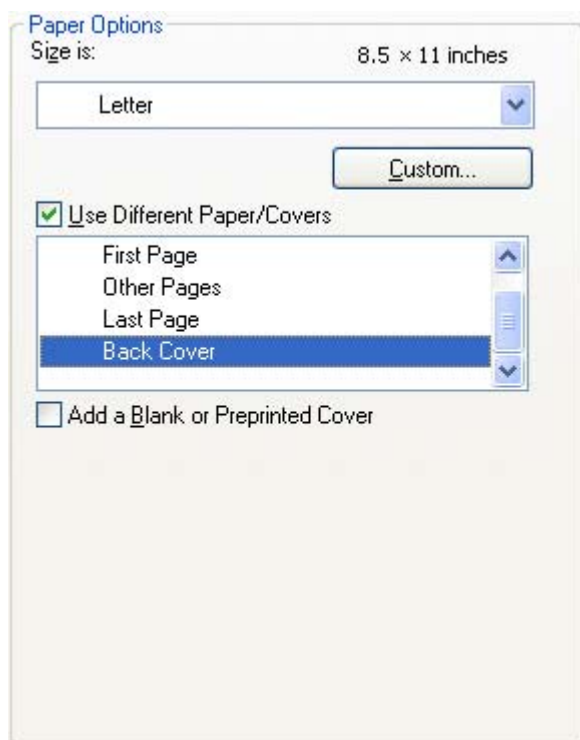 Paper Options
Size is: 8.5 × 11 inches
Letter
Custom...
Use Different Paper/Covers
First Page
Other Pages
Last Page
Back Cover
Add a Blank or Preprinted Cover